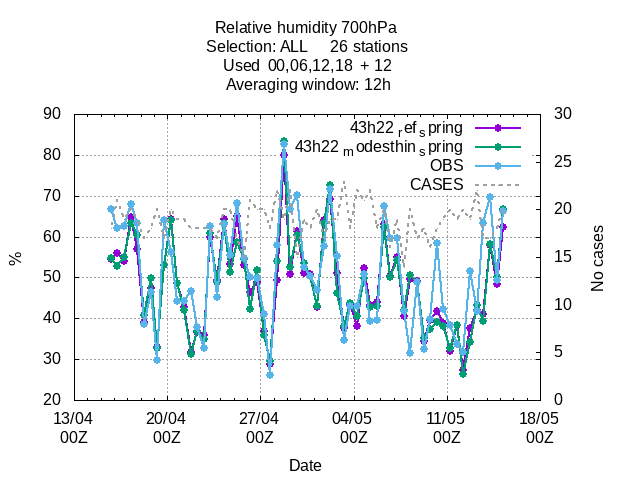 Relative humidity 700hPa
Selection: ALL 26 stations
Used 00,06,12,18 + 12
Averaging window: 12h
90 30
43h22 ref spring
43h22 modesthin spring
OBS
CASES
80 25
70 20
60 15
50
40 10
30 5
20 0
%
No cases
13/04 20/04 27/04 04/05 11/05 18/05
00Z 00Z 00Z 00Z 00Z 00Z
Date